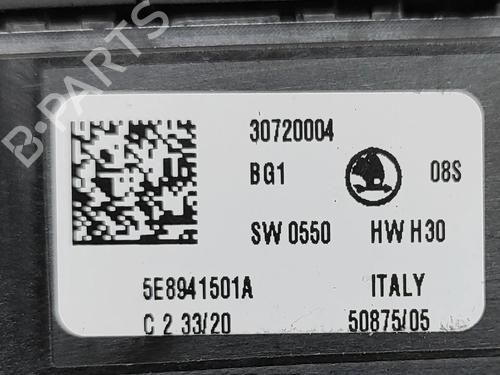 B-PARTS
30720004
BG1 08S
SW 0550 HW H30
5E8941501A ITALY
C 2 33/20 50875/05